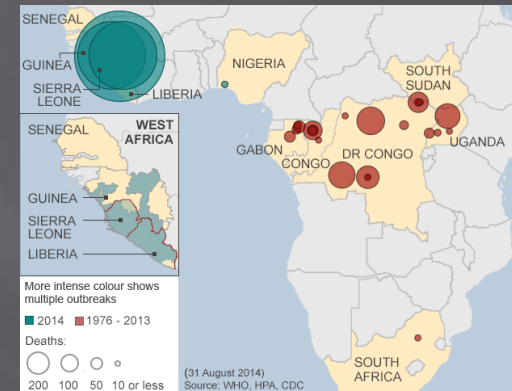 SENEGAL
GUINEA
SIERRA
LEONE
LIBERIA
NIGERIA
SOUTH
SUDAN
UGANDA
GABON
CONGO
DR CONGO
SOUTH
AFRICA
WEST
AFRICA
SENEGAL
GUINEA
SIERRA
LEONE
LIBERIA
More intense colour shows
multiple outbreaks
2014 1976 - 2013
Deaths:
200 100 50 10 or less
(31 August 2014)
Source: WHO, HPA, CDC